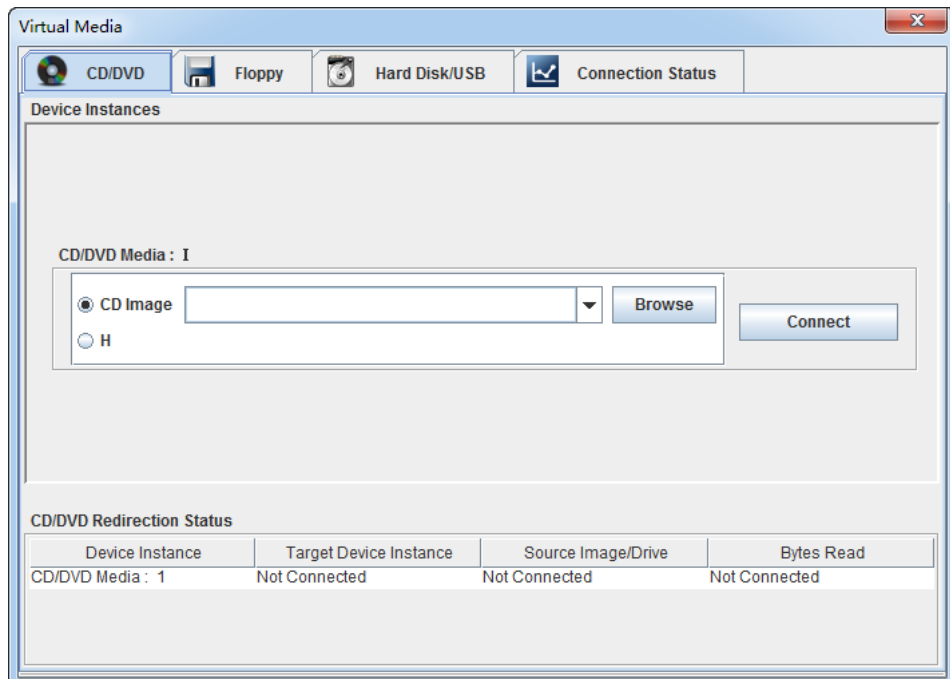 Virtual Media
CD/DVD Floppy Hard Disk/USB Connection Status
Device Instances
CD/DVD Media : I
CD Image Browse
Connect
H
CD/DVD Redirection Status
Device Instance Target Device Instance Source Image/Drive Bytes Read
CD/DVD Media : 1 Not Connected Not Connected Not Connected